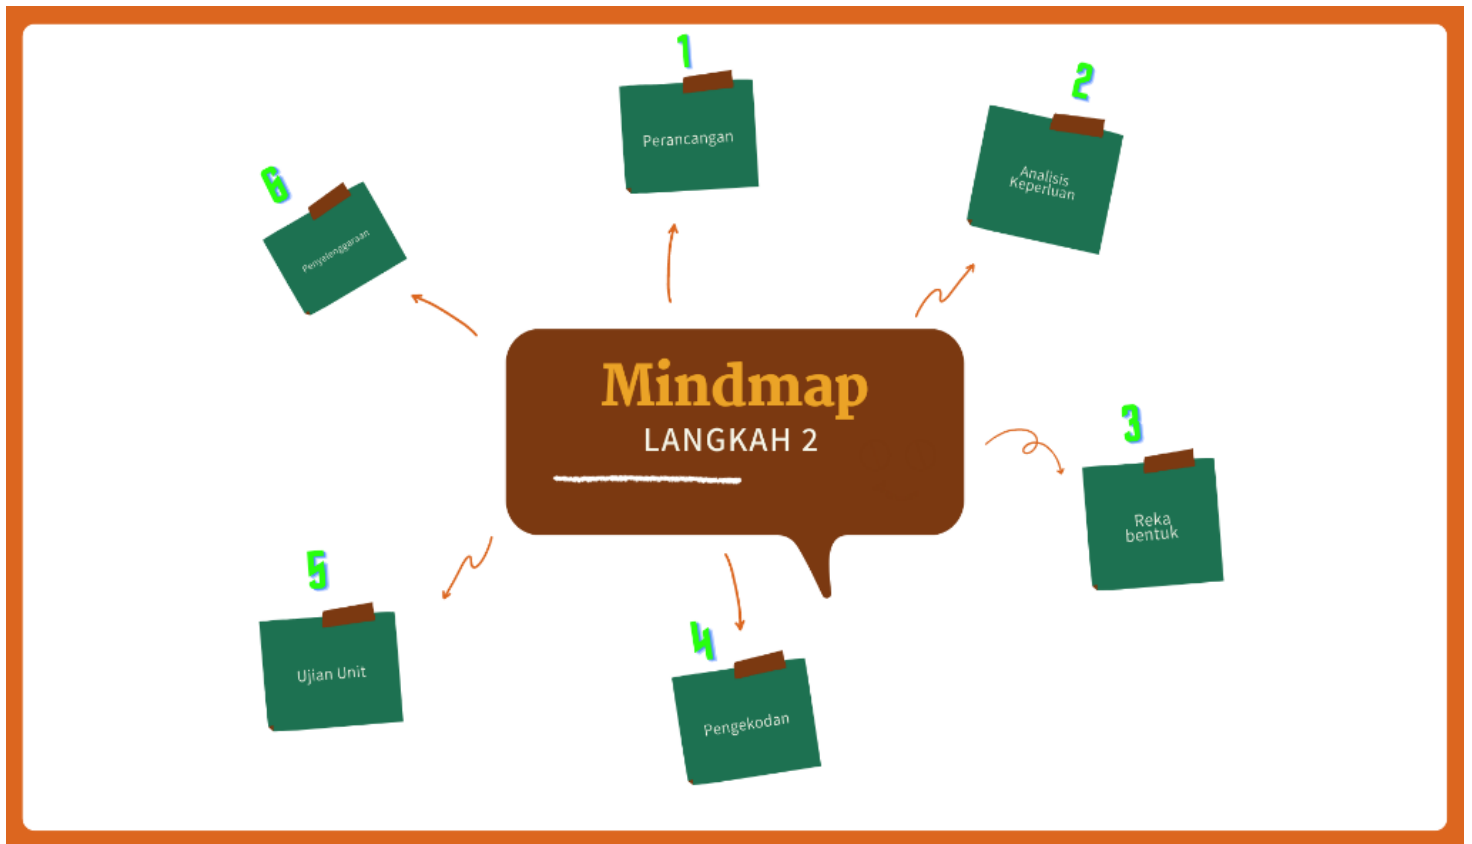 Mindmap
LANGKAH 2
1
Perancangan
2
Analisis
Keperluan
3
Reka
bentuk
4
Pengekodan
5
Ujian Unit
6
Penyelenggaraan